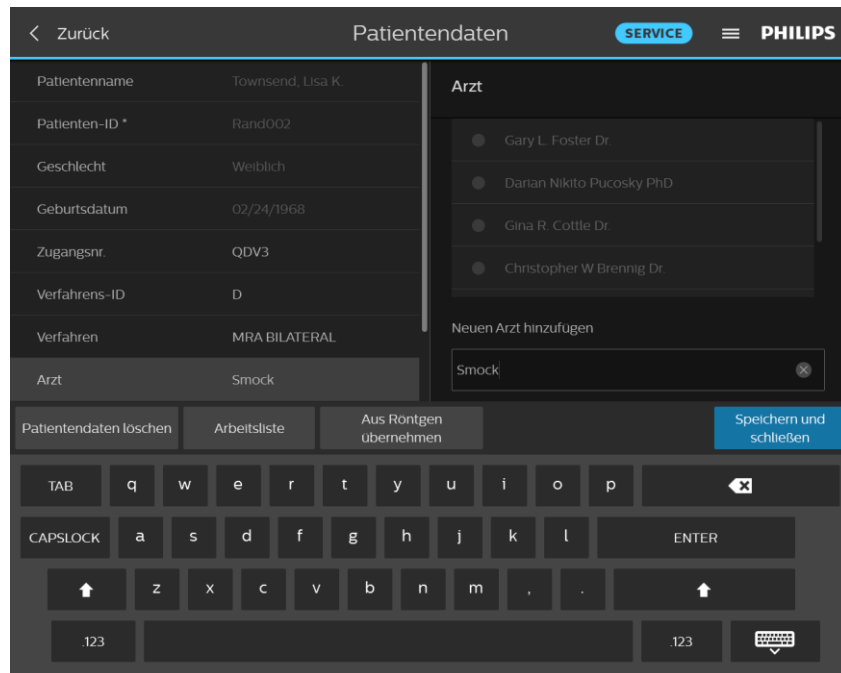 Zurück
Patientendaten
SERVICE
PHILIPS
Patientenname Townsend, Lisa K.
Patienten-ID * Rand002
Geschlecht Weiblich
Geburtsdatum 02/24/1968
Zugangsnr. QDV3
Verfahrens-ID D
Verfahren MRA BILATERAL
Arzt Smock
Arzt
Gary L. Foster Dr.
Darian Nikito Pucosky PhD
Gina R. Cottle Dr.
Christopher W Brennig Dr.
Neuen Arzt hinzufügen
Smock
Patientendaten löschen
Arbeitsliste
Aus Röntgen
übernehmen
Speichern und
schließen
TAB q w e r t y u i o p
CAPSLOCK a s d f g h j k l ENTER
z x c v b n m , .
.123 .123